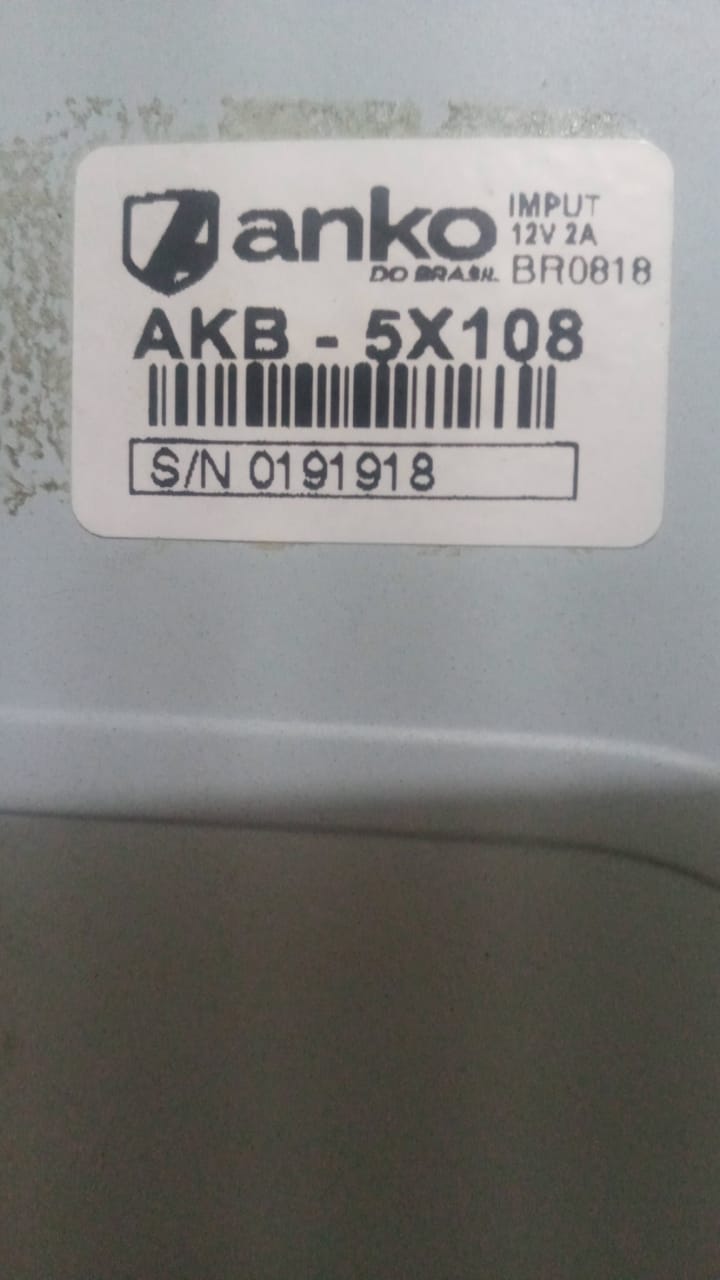 anko
DO BRASIL
IMPUT
12V 2A
BR0818
AKB - 5X108
S/N 0191918